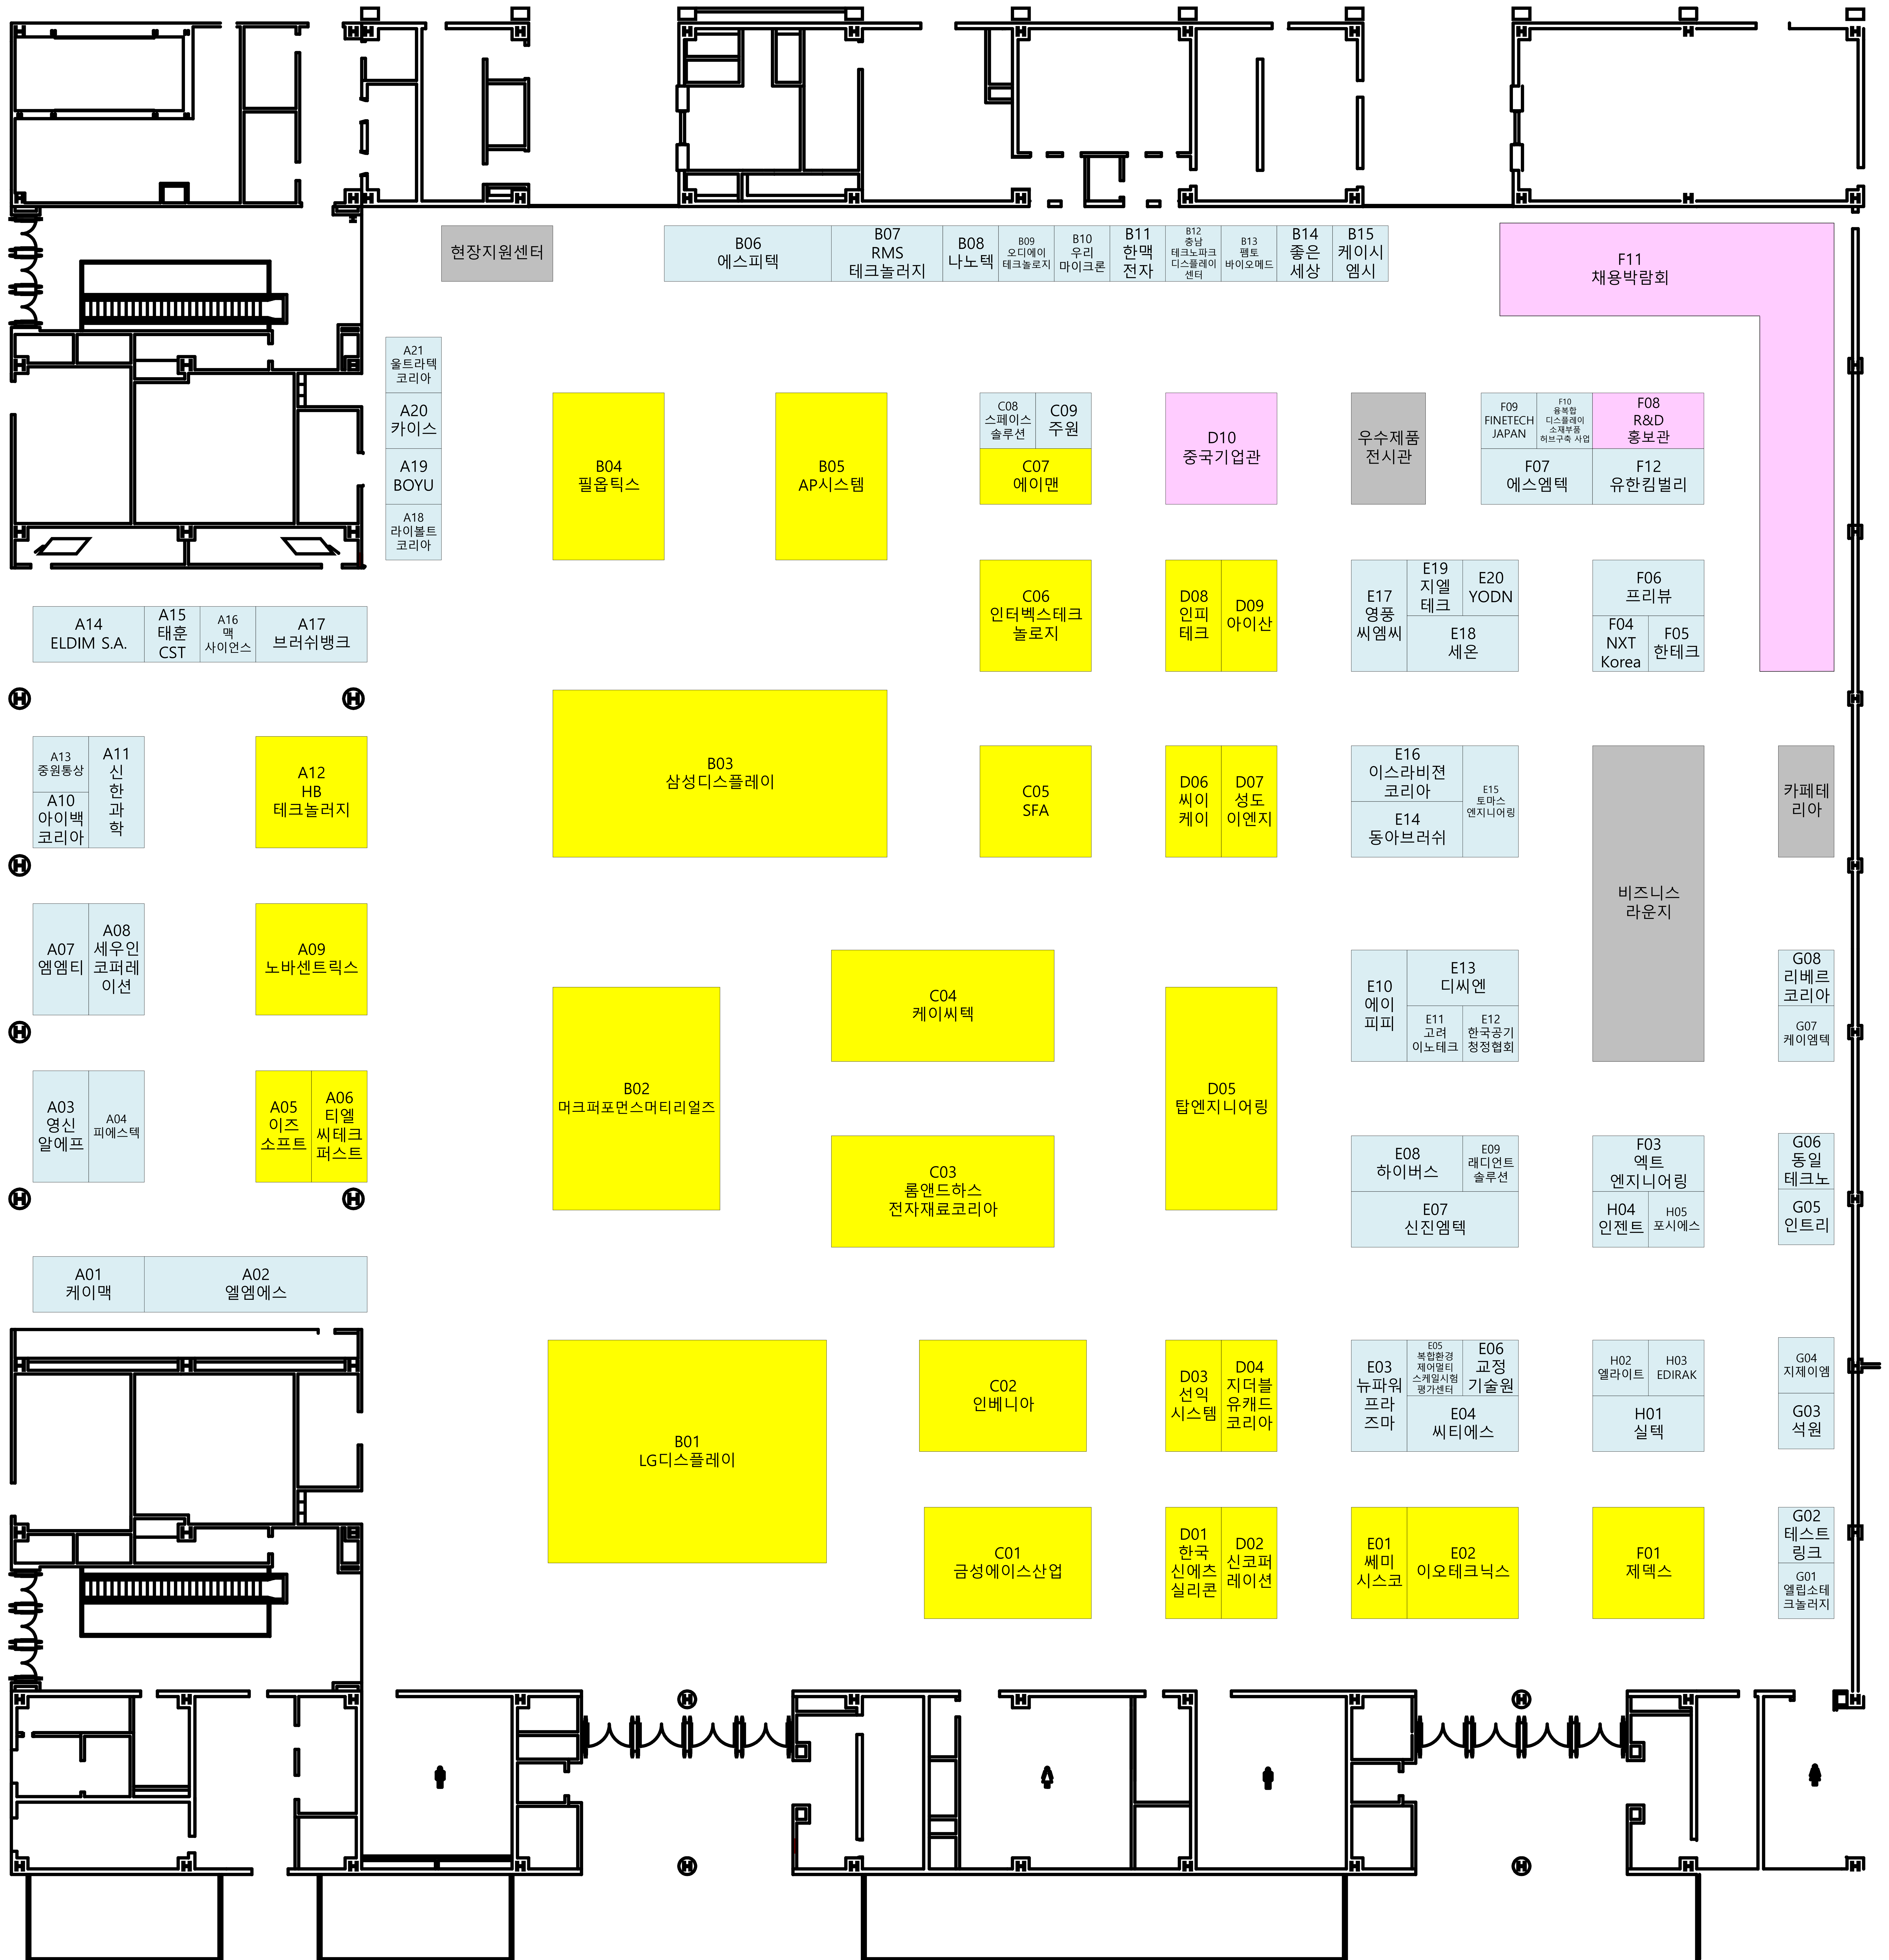 현장지원센터
B06
에스피텍
B07
RMS
테크놀러지
B08
나노텍
B09
오디에이
테크놀로지
B10
우리
마이크론
B11
한맥
전자
B12
충남
테크노파크
디스플레이
센터
B13
펨토
바이오메드
B14
좋은
세상
B15
케이시
엠시
F11
채용박람회
A21
울트라텍
코리아
A20
카이스
A19
BOYU
A18
라이볼트
코리아
B04
필옵틱스
B05
AP시스템
C08
스페이스
솔루션
C09
주원
C07
에이맨
D10
중국기업관
우수제품
전시관
F09
FINETECH
JAPAN
F10
융복합
디스플레이
소재부품
허브구축 사업
F08
R&D
홍보관
F07
에스엠텍
F12
유한킴벌리
C06
인터벡스테크
놀로지
D08
인피
테크
D09
아이산
E17
영풍
씨엠씨
E19
지엘
테크
E20
YODN
E18
세온
F06
프리뷰
F04
NXT
Korea
F05
한테크
A14
ELDIM S.A.
A15
태훈
CST
A16
맥
사이언스
A17
브러쉬뱅크
A13
중원통상
A10
아이백
코리아
A11
신
한
과
학
A12
HB
테크놀러지
B03
삼성디스플레이
C05
SFA
D06
씨이
케이
D07
성도
이엔지
E16
이스라비젼
코리아
E15
토마스
엔지니어링
E14
동아브러쉬
비즈니스
라운지
카페테
리아
A07
엠엠티
A08
세우인
코퍼레
이션
A09
노바센트릭스
B02
머크퍼포먼스머티리얼즈
C04
케이씨텍
D05
탑엔지니어링
E10
에이
피피
E13
디씨엔
E11
고려
이노테크
E12
한국공기
청정협회
G08
리베르
코리아
G07
케이엠텍
A03
영신
알에프
A04
피에스텍
A05
이즈
소프트
A06
티엘
씨테크
퍼스트
C03
롬앤드하스
전자재료코리아
E08
하이버스
E09
래디언트
솔루션
E07
신진엠텍
F03
엑트
엔지니어링
H04
인젠트
H05
포시에스
G06
동일
테크노
G05
인트리
A01
케이맥
A02
엘엠에스
B01
LG디스플레이
C02
인베니아
D03
선익
시스템
D04
지더블
유캐드
코리아
E03
뉴파워
프라
즈마
E05
복합환경
제어멀티
스케일시험
평가센터
E06
교정
기술원
E04
씨티에스
H02
엘라이트
H03
EDIRAK
H01
실텍
G04
지제이엠
G03
석원
C01
금성에이스산업
D01
한국
신에츠
실리콘
D02
신코퍼
레이션
E01
쎄미
시스코
E02
이오테크닉스
F01
제덱스
G02
테스트
링크
G01
엘립소테
크놀러지